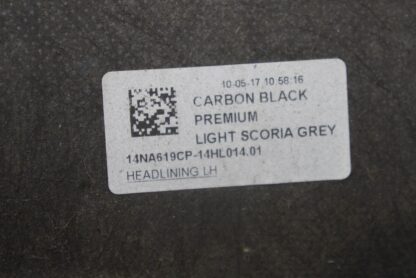 10-05-17 10:58:16
CARBON BLACK
PREMIUM
LIGHT SCORIA GREY
14NA619CP-14HL014.01
HEADLINING LH